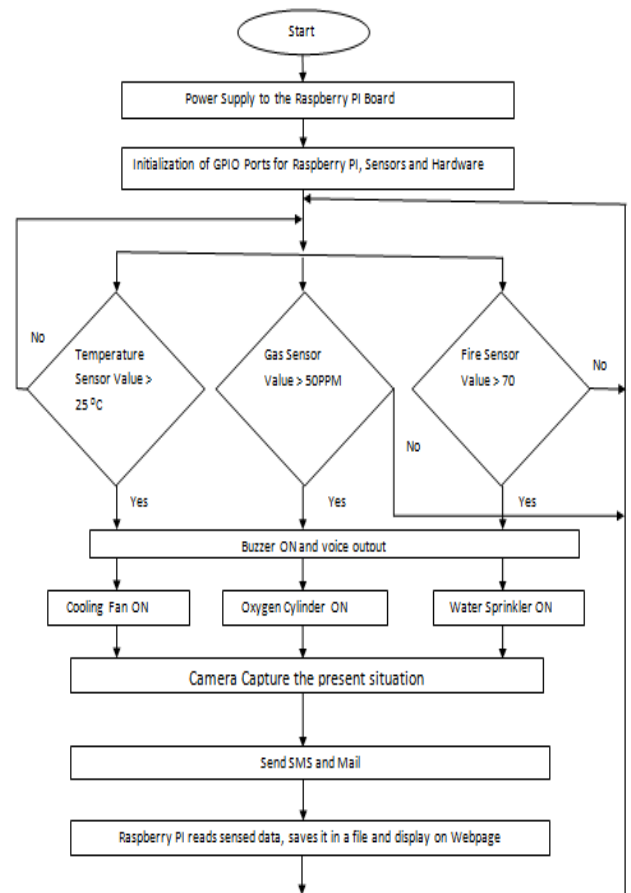 Start
Power Supply to the Raspberry PI Board
Initialization of GPIO Ports for Raspberry PI, Sensors and Hardware
No
Temperature
Sensor Value >
25 ⁰C
Gas Sensor
Value > 50PPM
Fire Sensor
Value > 70
No
No
Yes
Yes
Yes
Buzzer ON and voice outout
Cooling Fan ON
Oxygen Cylinder ON
Water Sprinkler ON
Camera Capture the present situation
Send SMS and Mail
Raspberry PI reads sensed data, saves it in a file and display on Webpage